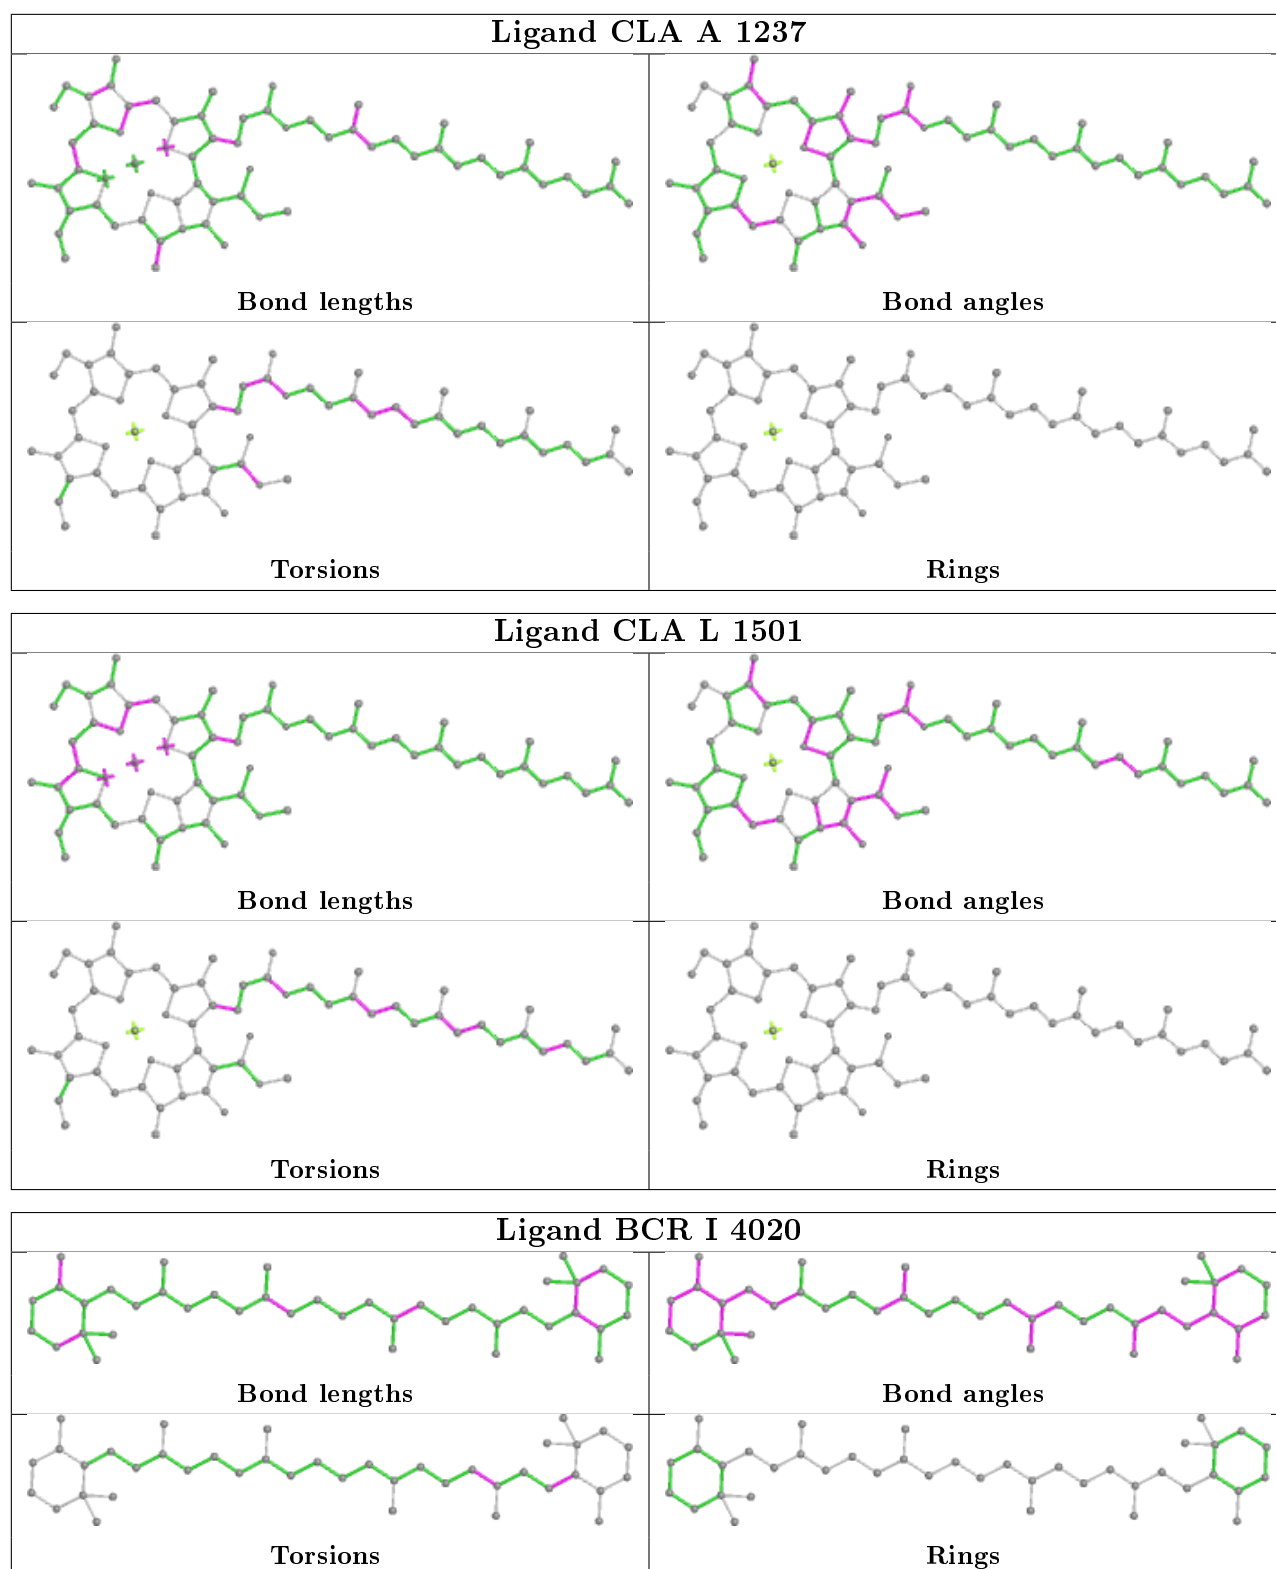 Ligand CLA A 1237
Bond lengths
Bond angles
Torsions
Rings
Ligand CLA L 1501
Bond lengths
Bond angles
Torsions
Rings
Ligand BCR I 4020
Bond lengths
Bond angles
Torsions
Rings